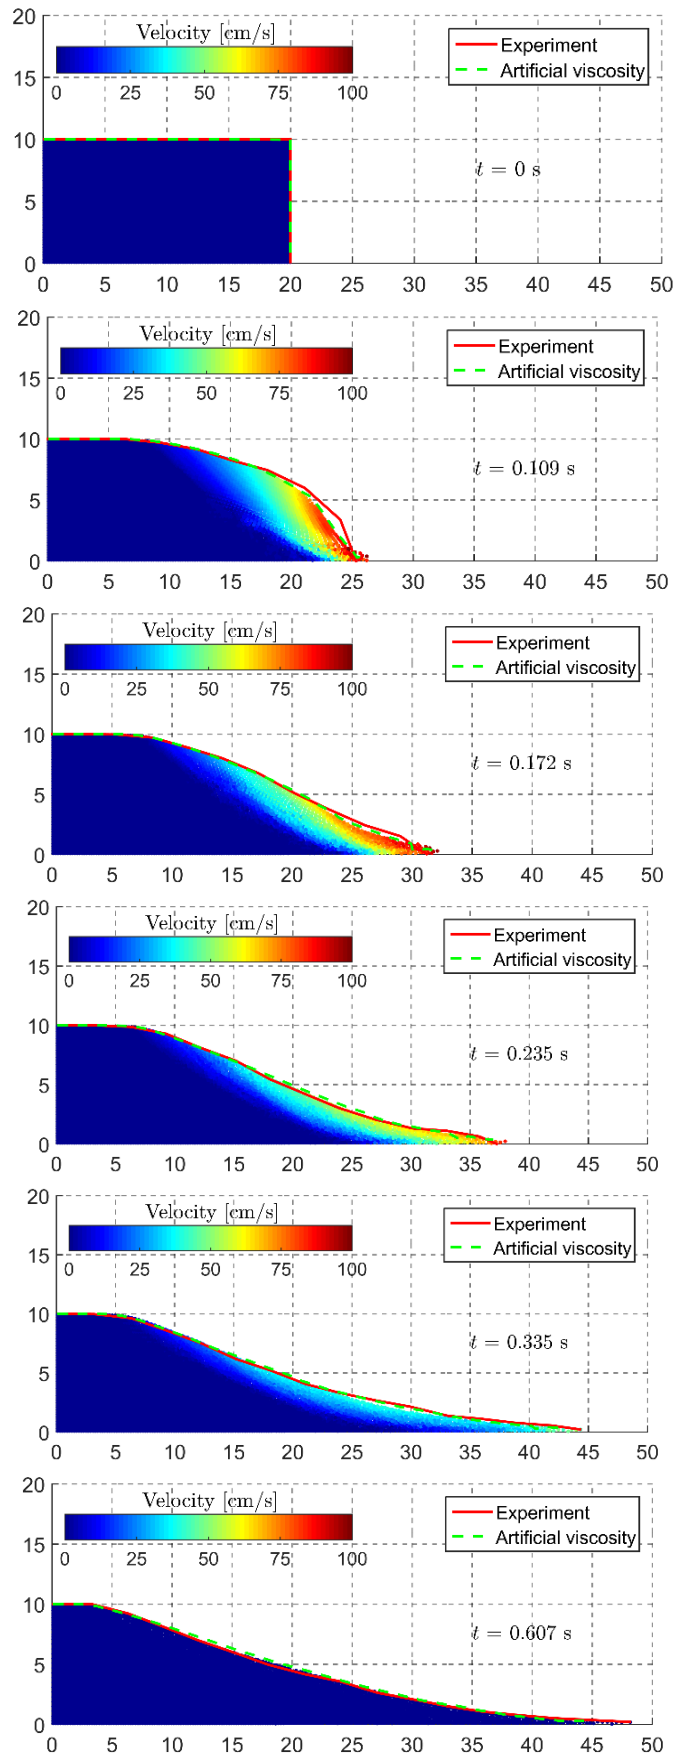 20
Velocity [cm/s]
Experiment
Artificial viscosity
0 25 50 75 100
15
10
t = 0 s
5
0
0 5 10 15 20 25 30 35 40 45 50
20
Velocity [cm/s]
Experiment
Artificial viscosity
0 25 50 75 100
15
10
t = 0.109 s
5
0
0 5 10 15 20 25 30 35 40 45 50
20
Velocity [cm/s]
Experiment
Artificial viscosity
0 25 50 75 100
15
10
t = 0.172 s
5
0
0 5 10 15 20 25 30 35 40 45 50
20
Velocity [cm/s]
Experiment
Artificial viscosity
0 25 50 75 100
15
10
t = 0.235 s
5
0
0 5 10 15 20 25 30 35 40 45 50
20
Velocity [cm/s]
Experiment
Artificial viscosity
0 25 50 75 100
15
10
t = 0.335 s
5
0
0 5 10 15 20 25 30 35 40 45 50
20
Velocity [cm/s]
Experiment
Artificial viscosity
0 25 50 75 100
15
10
t = 0.607 s
5
0
0 5 10 15 20 25 30 35 40 45 50